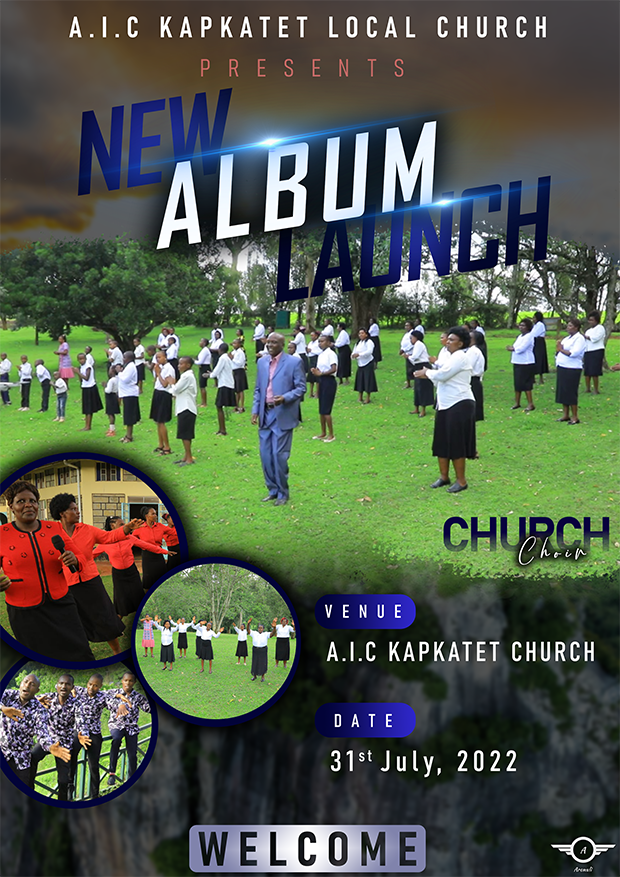 A.I.C KAPKATET LOCAL CHURCH
PRESENTS
NEW
ALBUM
LAUNCH
CHURCH
Choir
VENUE
A.I.C KAPKATET CHURCH
DATE
31st July, 2022
WELCOME
A